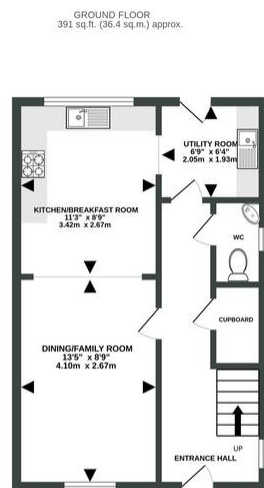 GROUND FLOOR
391 sq.ft. (36.4 sq.m.) approx.
UTILITY ROOM
6'9" x 6'4"
2.05m x 1.93m
KITCHEN/BREAKFAST ROOM
11'3" x 8'9"
3.42m x 2.67m
WC
CUPBOARD
DINING/FAMILY ROOM
13'5" x 8'9"
4.10m x 2.67m
UP
ENTRANCE HALL